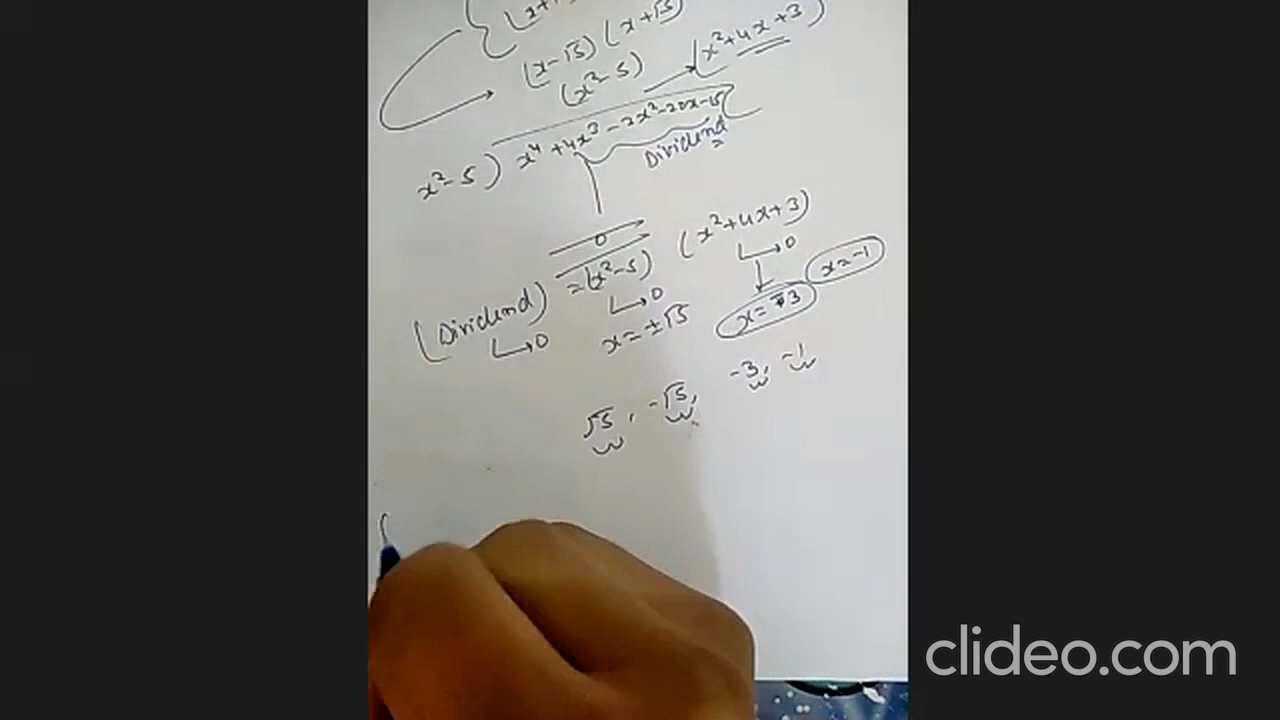 (x+
(x-√5) (x+√5)
(x²-5) (x²+4x+3)
x²-5) x⁴+4x³-2x²-20x-15
Dividend
0
(Dividend) = (x²-5) (x²+4x+3)
0 0 0
x=±√5 x=-3 x=-1
√5, -√5, -3, -1
clideo.com